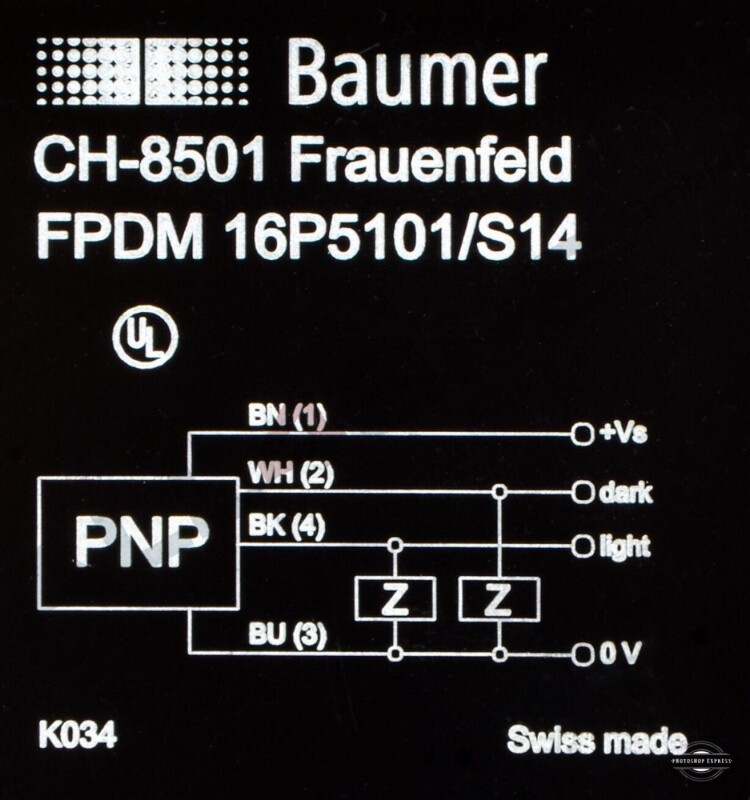 Baumer
CH-8501 Frauenfeld
FPDM 16P5101/S14
UL
BN (1)
+Vs
WH (2)
dark
PNP
BK (4)
light
Z Z
BU (3)
0 V
K034
Swiss made
PHOTOSHOP EXPRESS